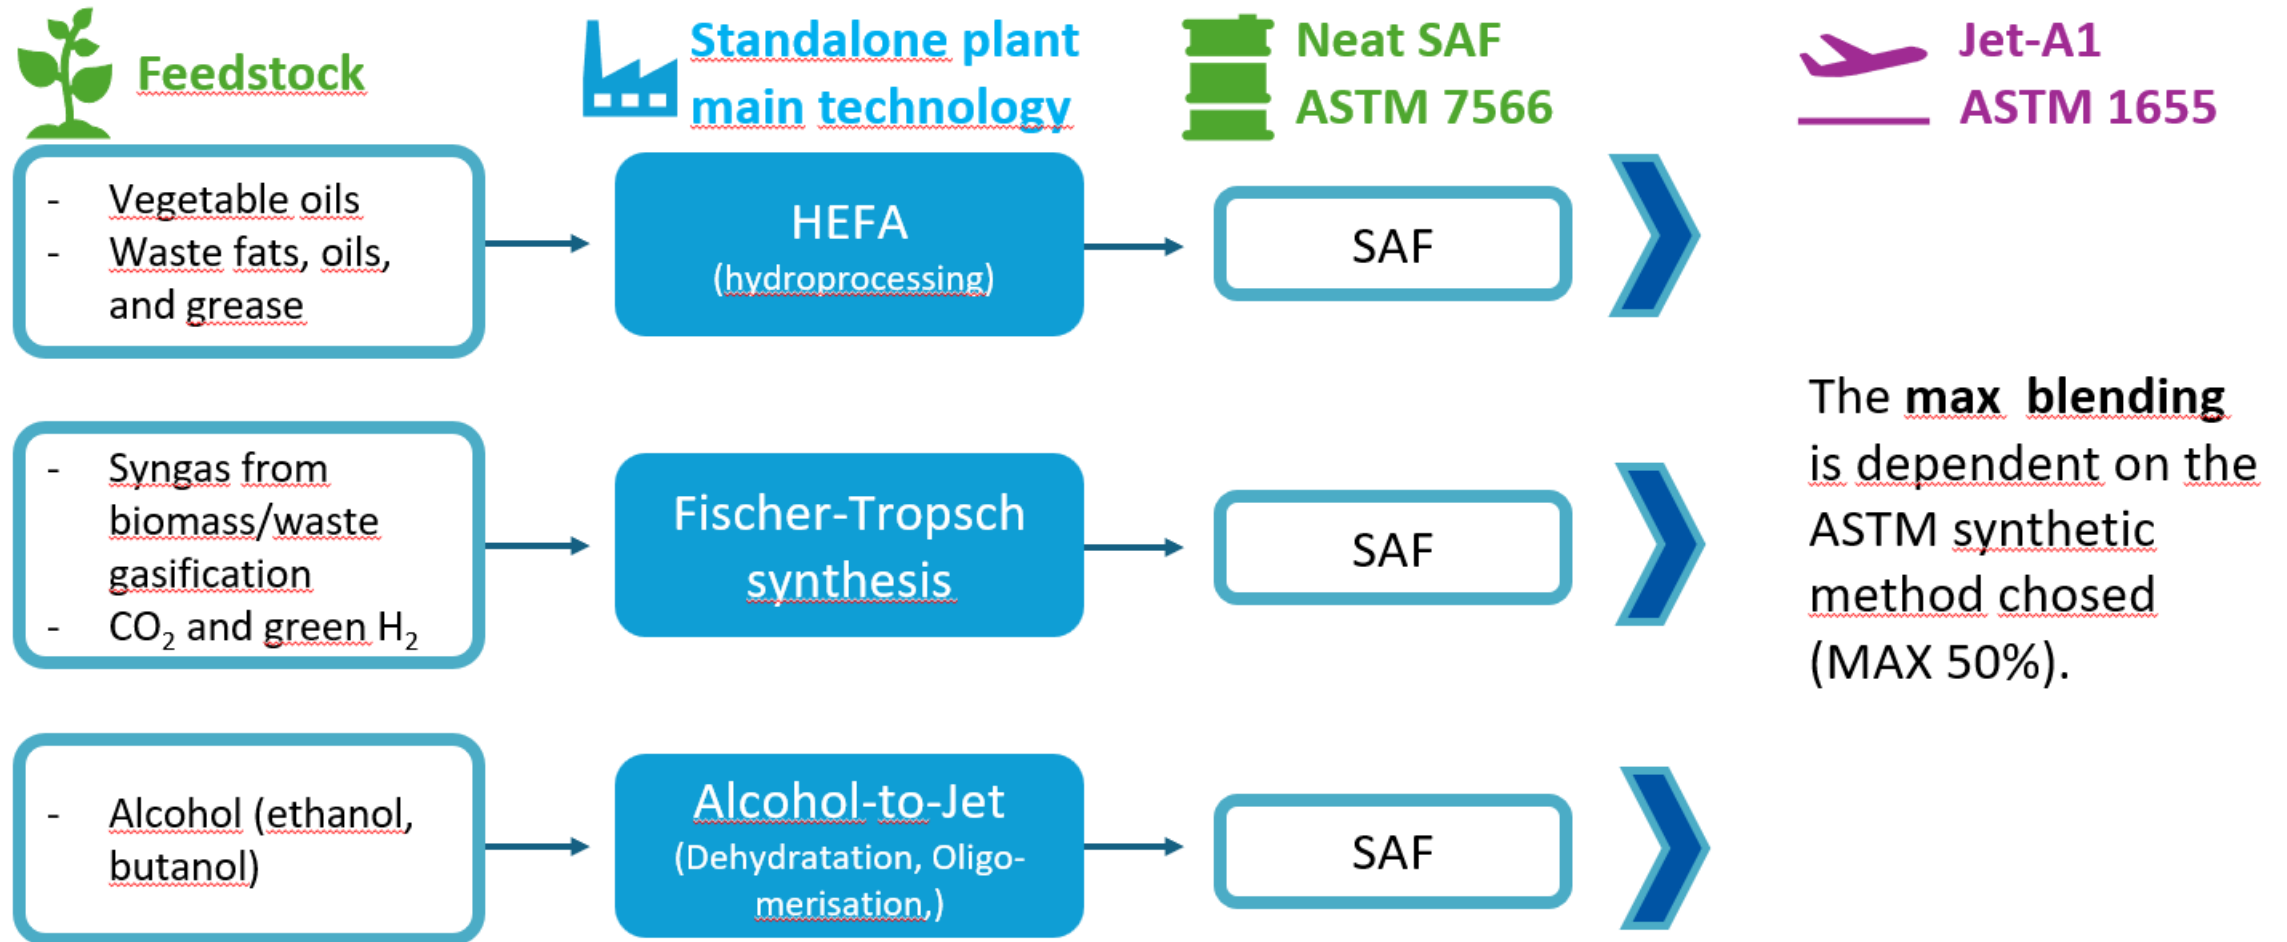 Feedstock
Standalone plant
main technology
Neat SAF
ASTM 7566
Jet-A1
ASTM 1655
- Vegetable oils
- Waste fats, oils,
and grease
HEFA
(hydroprocessing)
SAF
- Syngas from
biomass/waste
gasification
- CO₂ and green H₂
Fischer-Tropsch
synthesis
SAF
- Alcohol (ethanol,
butanol)
Alcohol-to-Jet
(Dehydratation, Oligo-
merisation,)
SAF
The max  blending
is dependent on the
ASTM synthetic
method chosed
(MAX 50%).